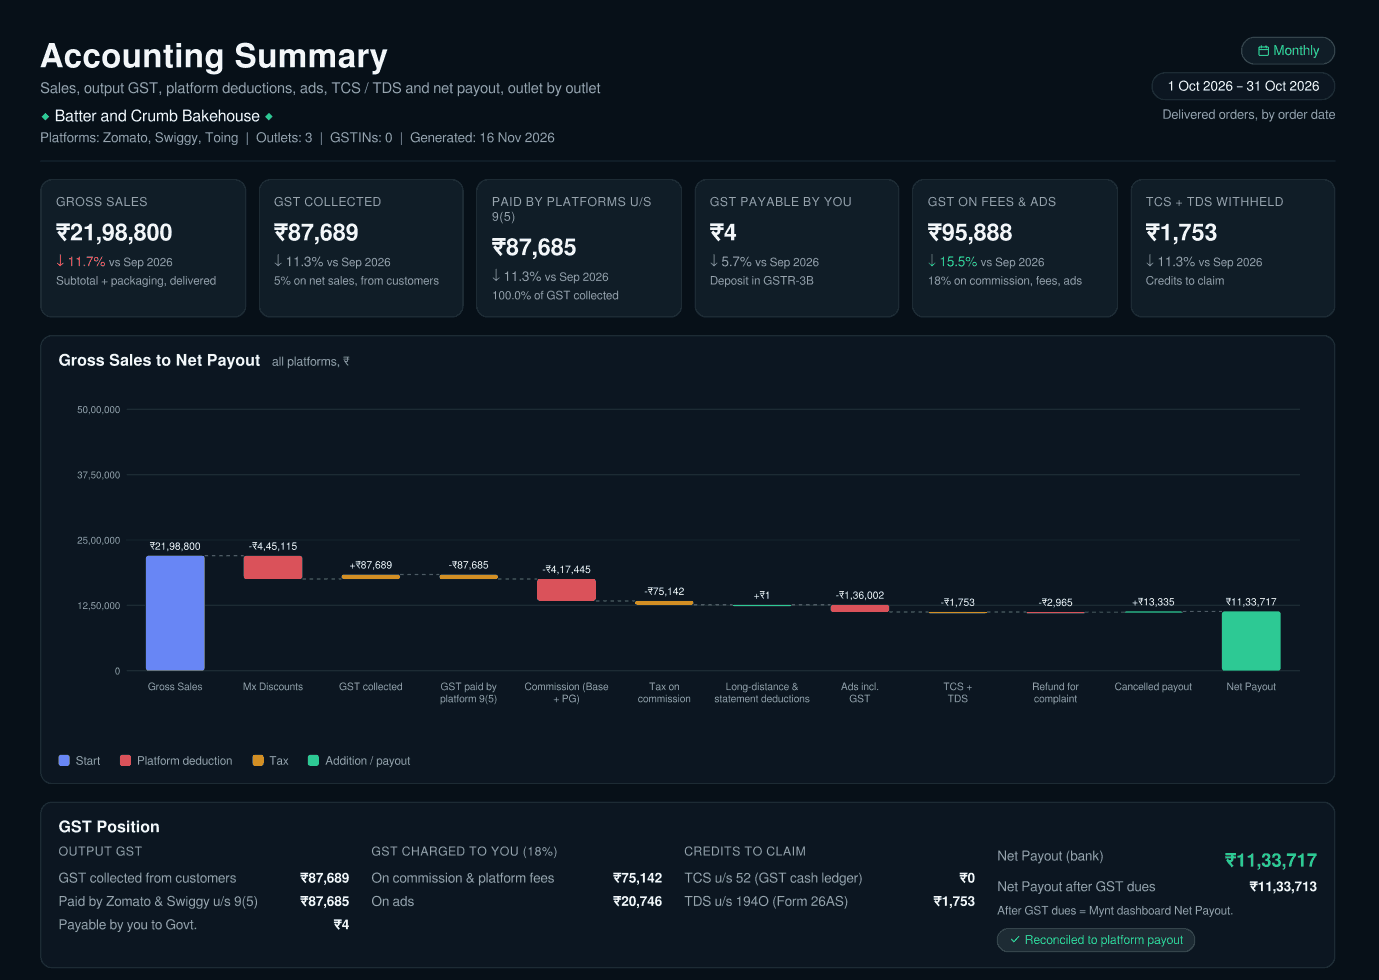 Accounting Summary
Sales, output GST, platform deductions, ads, TCS / TDS and net payout, outlet by outlet
Batter and Crumb Bakehouse
Platforms: Zomato, Swiggy, Toing | Outlets: 3 | GSTINs: 0 | Generated: 16 Nov 2026
Monthly
1 Oct 2026 – 31 Oct 2026
Delivered orders, by order date
GROSS SALES
₹21,98,800
↓ 11.7% vs Sep 2026
Subtotal + packaging, delivered
GST COLLECTED
₹87,689
↓ 11.3% vs Sep 2026
5% on net sales, from customers
PAID BY PLATFORMS U/S
9(5)
₹87,685
↓ 11.3% vs Sep 2026
100.0% of GST collected
GST PAYABLE BY YOU
₹4
↓ 5.7% vs Sep 2026
Deposit in GSTR-3B
GST ON FEES & ADS
₹95,888
↓ 15.5% vs Sep 2026
18% on commission, fees, ads
TCS + TDS WITHHELD
₹1,753
↓ 11.3% vs Sep 2026
Credits to claim
Gross Sales to Net Payout all platforms, ₹
50,00,000
37,50,000
25,00,000
12,50,000
0
₹21,98,800
-₹4,45,115
+₹87,689
-₹87,685
-₹4,17,445
-₹75,142
+₹1
-₹1,36,002
-₹1,753
-₹2,965
+₹13,335
₹11,33,717
Gross Sales
Mx Discounts
GST collected
GST paid by
platform 9(5)
Commission (Base
+ PG)
Tax on
commission
Long-distance &
statement deductions
Ads incl.
GST
TCS +
TDS
Refund for
complaint
Cancelled payout
Net Payout
Start
Platform deduction
Tax
Addition / payout
GST Position
OUTPUT GST
GST collected from customers ₹87,689
Paid by Zomato & Swiggy u/s 9(5) ₹87,685
Payable by you to Govt. ₹4
GST CHARGED TO YOU (18%)
On commission & platform fees ₹75,142
On ads ₹20,746
CREDITS TO CLAIM
TCS u/s 52 (GST cash ledger) ₹0
TDS u/s 194O (Form 26AS) ₹1,753
Net Payout (bank) ₹11,33,717
Net Payout after GST dues ₹11,33,713
After GST dues = Mynt dashboard Net Payout.
Reconciled to platform payout